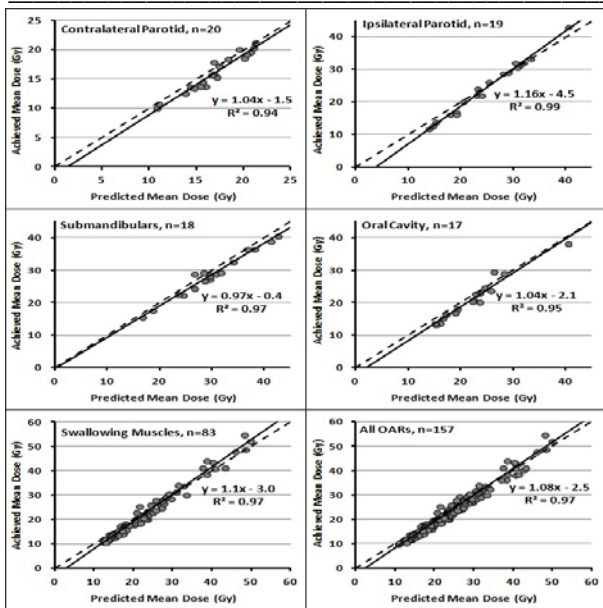 Contralateral Parotid, n=20
Achieved Mean Dose (Gy)
25
20
15
10
5
0
y = 1.04x - 1.5
R² = 0.94
0 5 10 15 20 25
Predicted Mean Dose (Gy)
Ipsilateral Parotid, n=19
Achieved Mean Dose (Gy)
40
30
20
10
0
y = 1.16x - 4.5
R² = 0.99
0 10 20 30 40
Predicted Mean Dose (Gy)
Submandibulars, n=18
Achieved Mean Dose (Gy)
40
30
20
10
0
y = 0.97x - 0.4
R² = 0.97
0 10 20 30 40
Predicted Mean Dose (Gy)
Oral Cavity, n=17
Achieved Mean Dose (Gy)
40
30
20
10
0
y = 1.04x - 2.1
R² = 0.95
0 10 20 30 40
Predicted Mean Dose (Gy)
Swallowing Muscles, n=83
Achieved Mean Dose (Gy)
60
50
40
30
20
10
0
y = 1.1x - 3.0
R² = 0.97
0 10 20 30 40 50 60
Predicted Mean Dose (Gy)
All OARs, n=157
Achieved Mean Dose (Gy)
60
50
40
30
20
10
0
y = 1.08x - 2.5
R² = 0.97
0 10 20 30 40 50 60
Predicted Mean Dose (Gy)